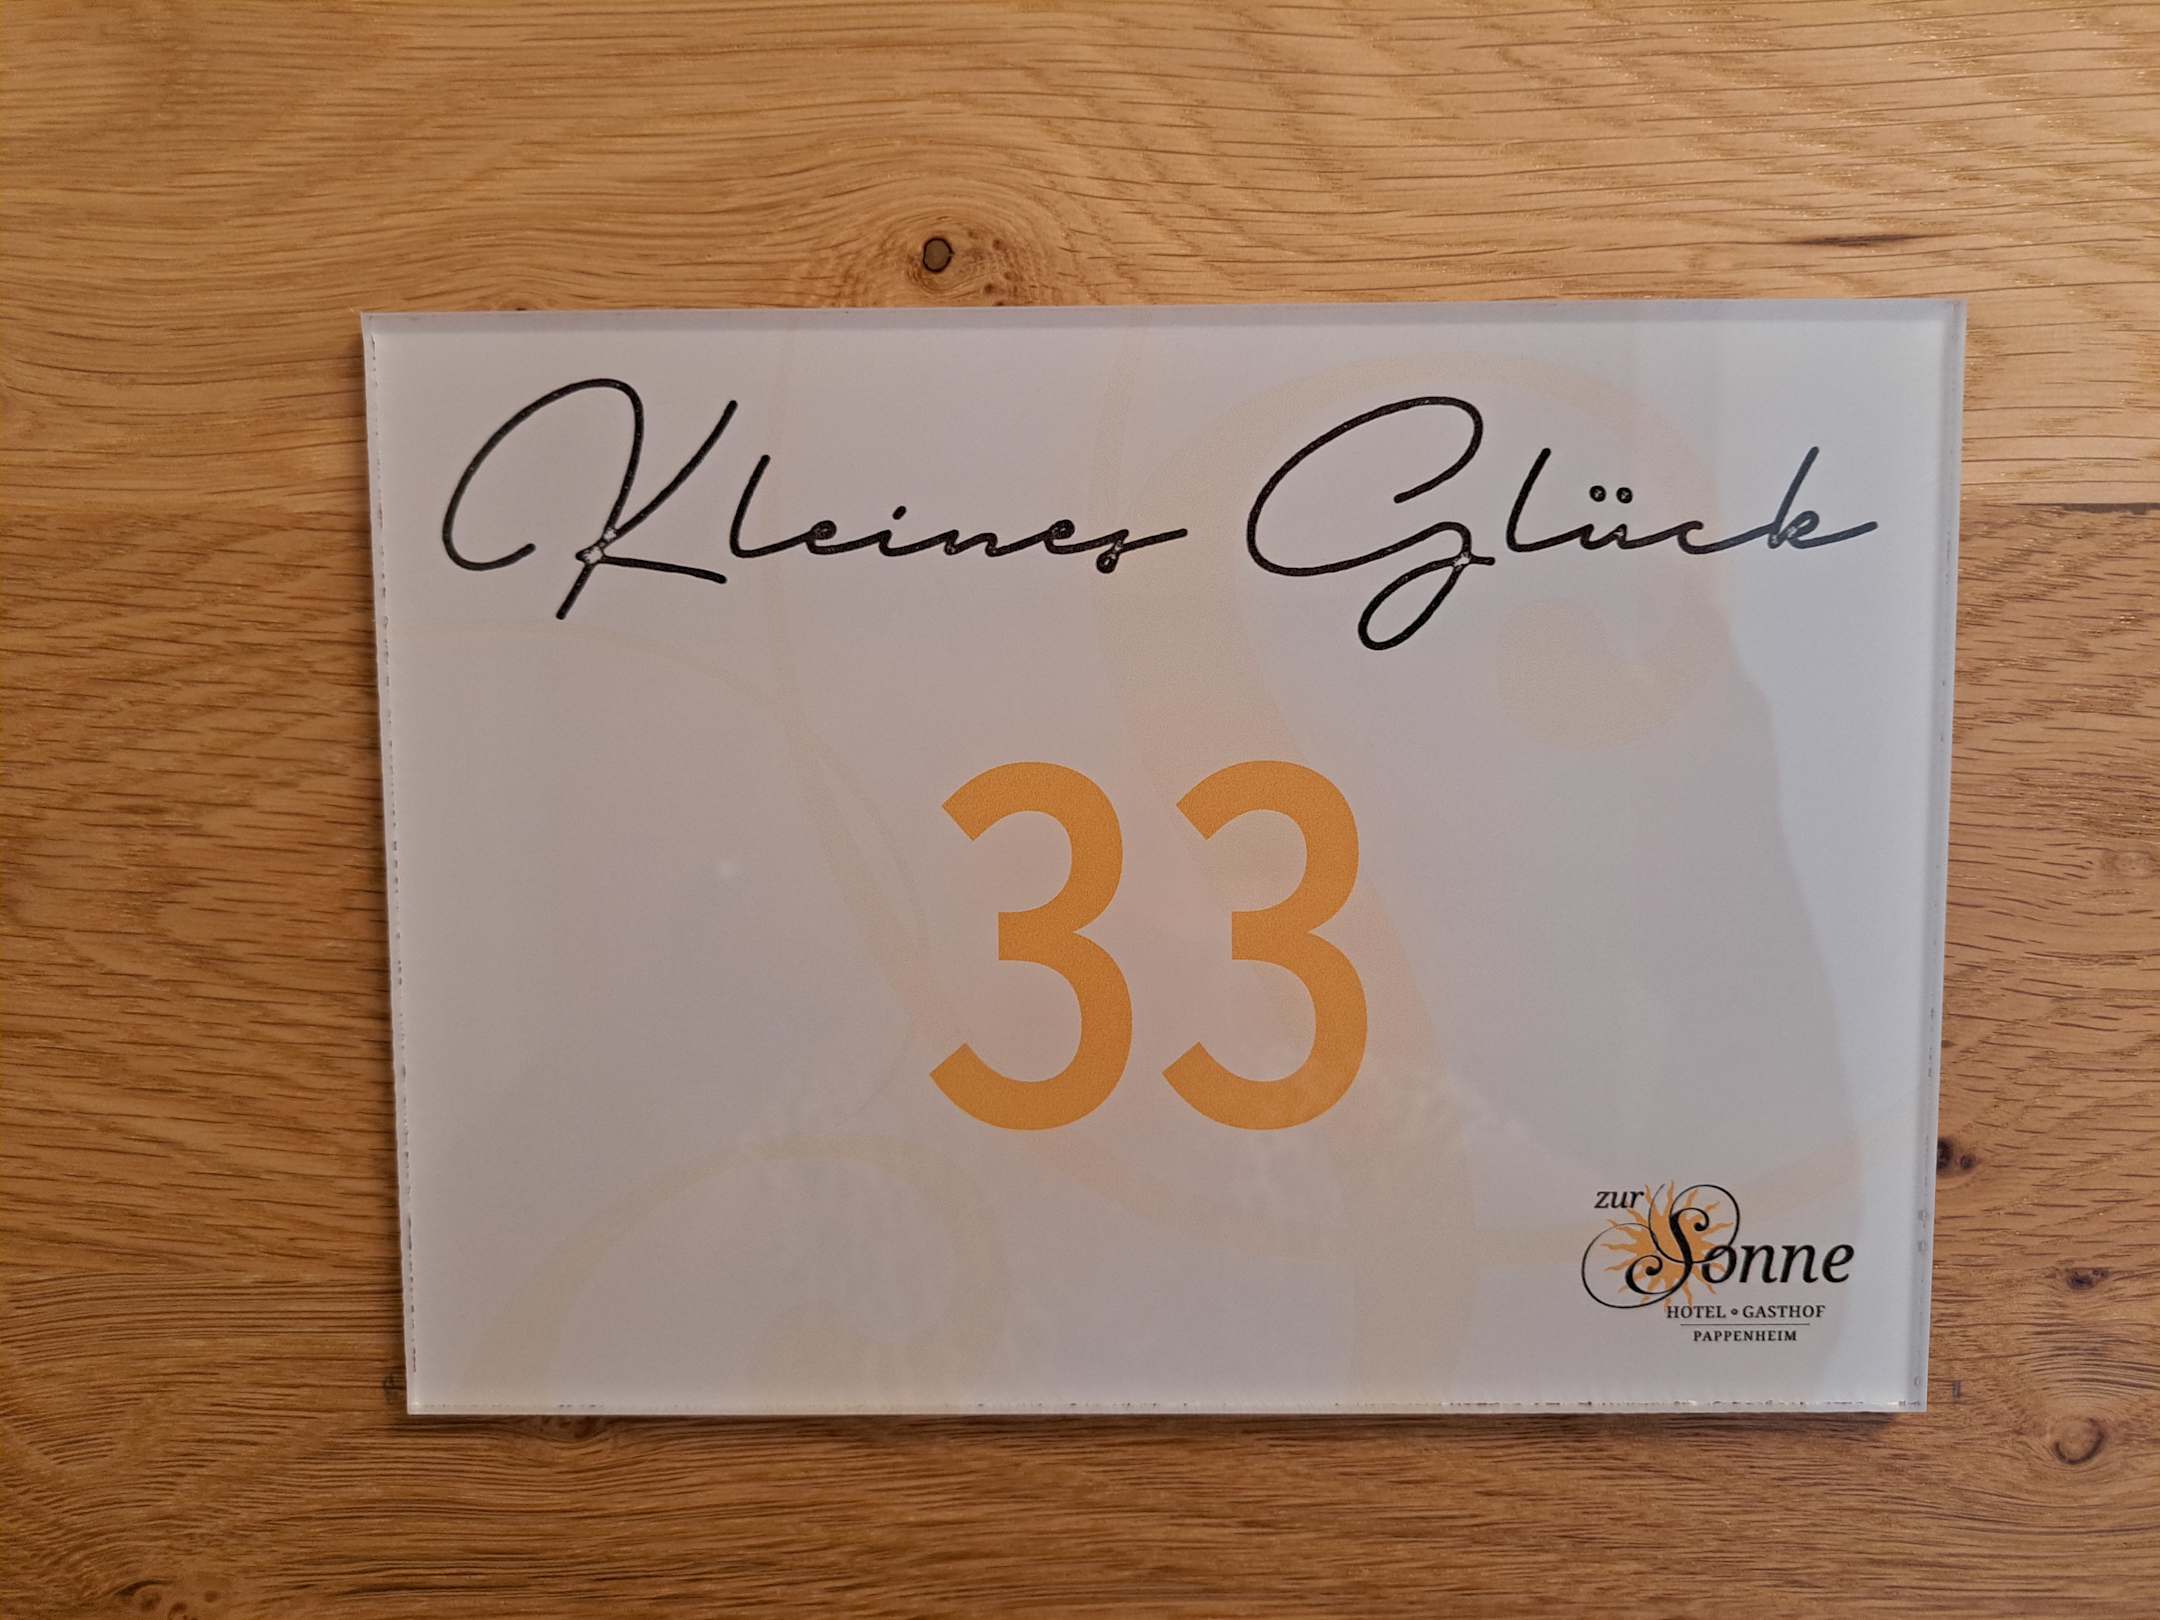 Kleines Glück
33
zur
Sonne
HOTEL • GASTHOF
PAPPENHEIM